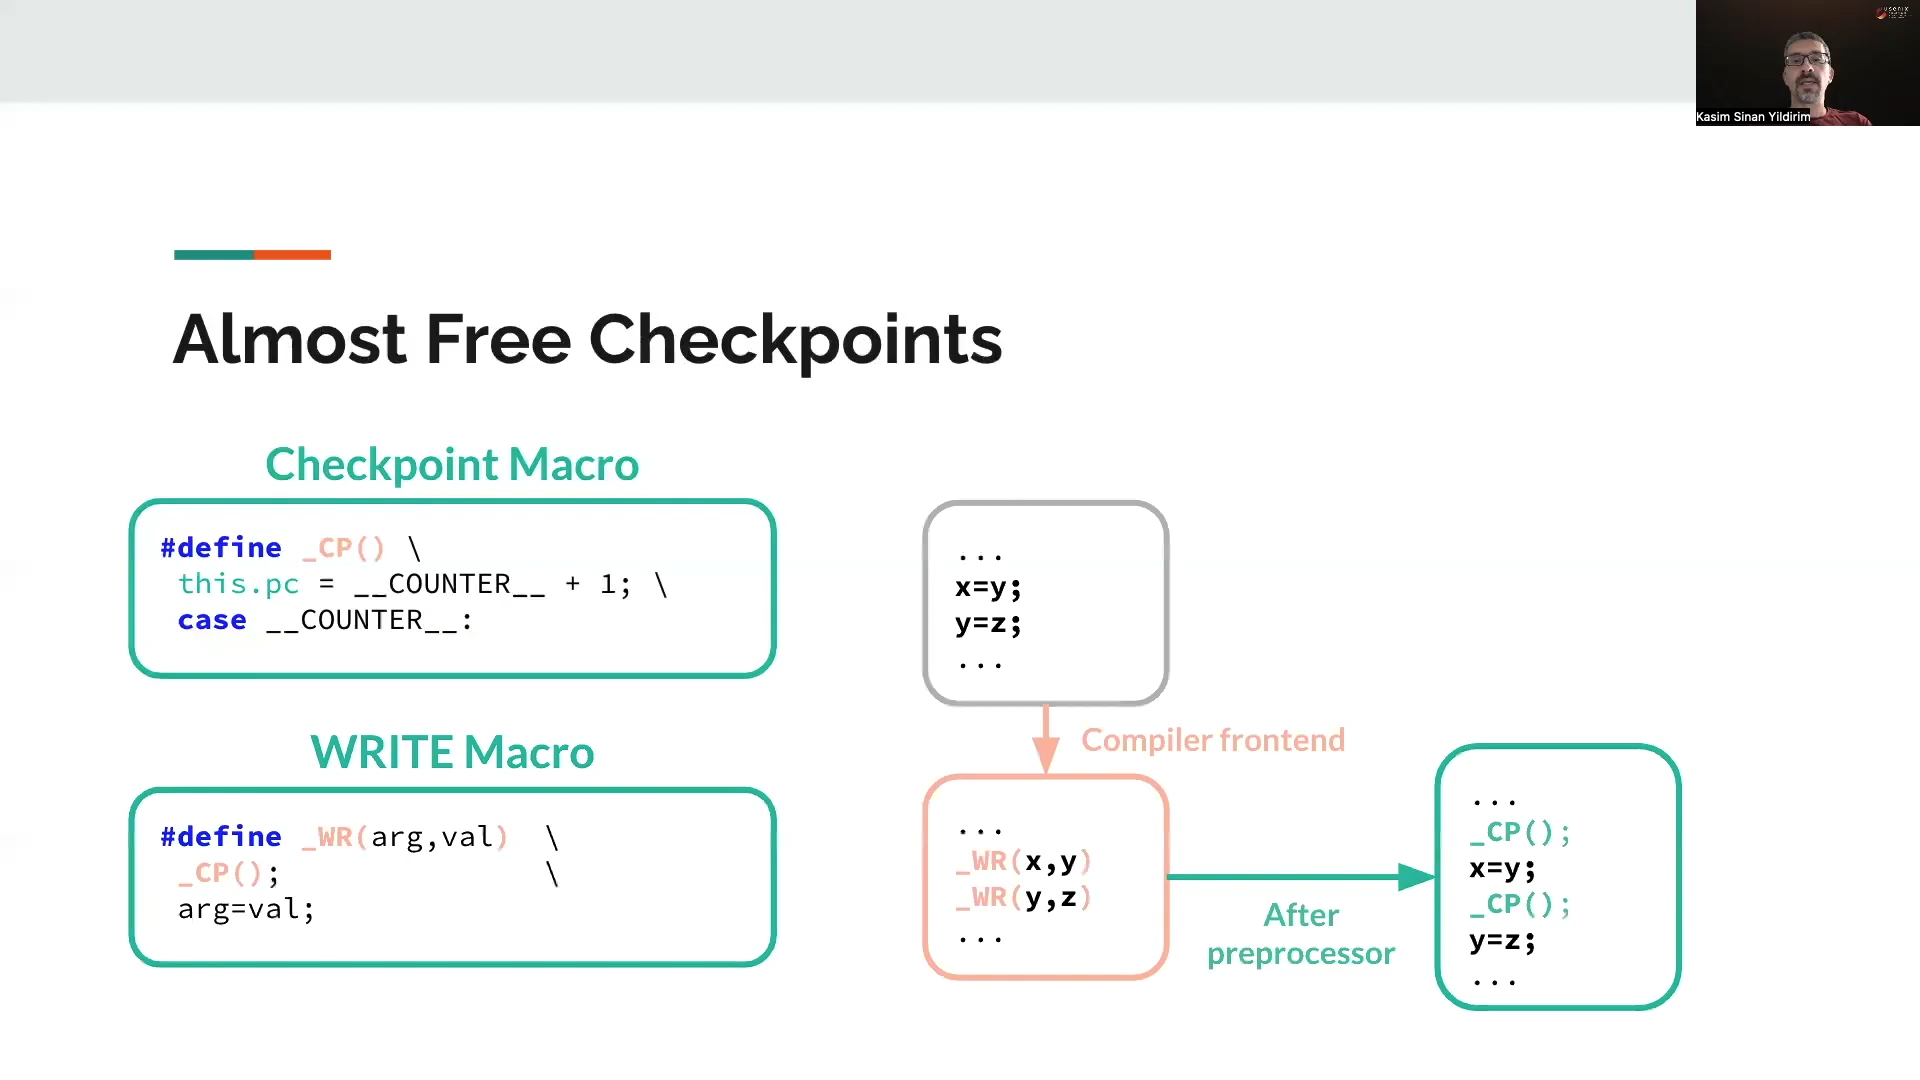 usenix
Kasim Sinan Yildirim
Almost Free Checkpoints
Checkpoint Macro
#define _CP() \
this.pc = __COUNTER__ + 1; \
case __COUNTER__:
WRITE Macro
#define _WR(arg,val) \
_CP(); \
arg=val;
...
x=y;
y=z;
...
Compiler frontend
...
_WR(x,y)
_WR(y,z)
...
After
preprocessor
...
_CP();
x=y;
_CP();
y=z;
...